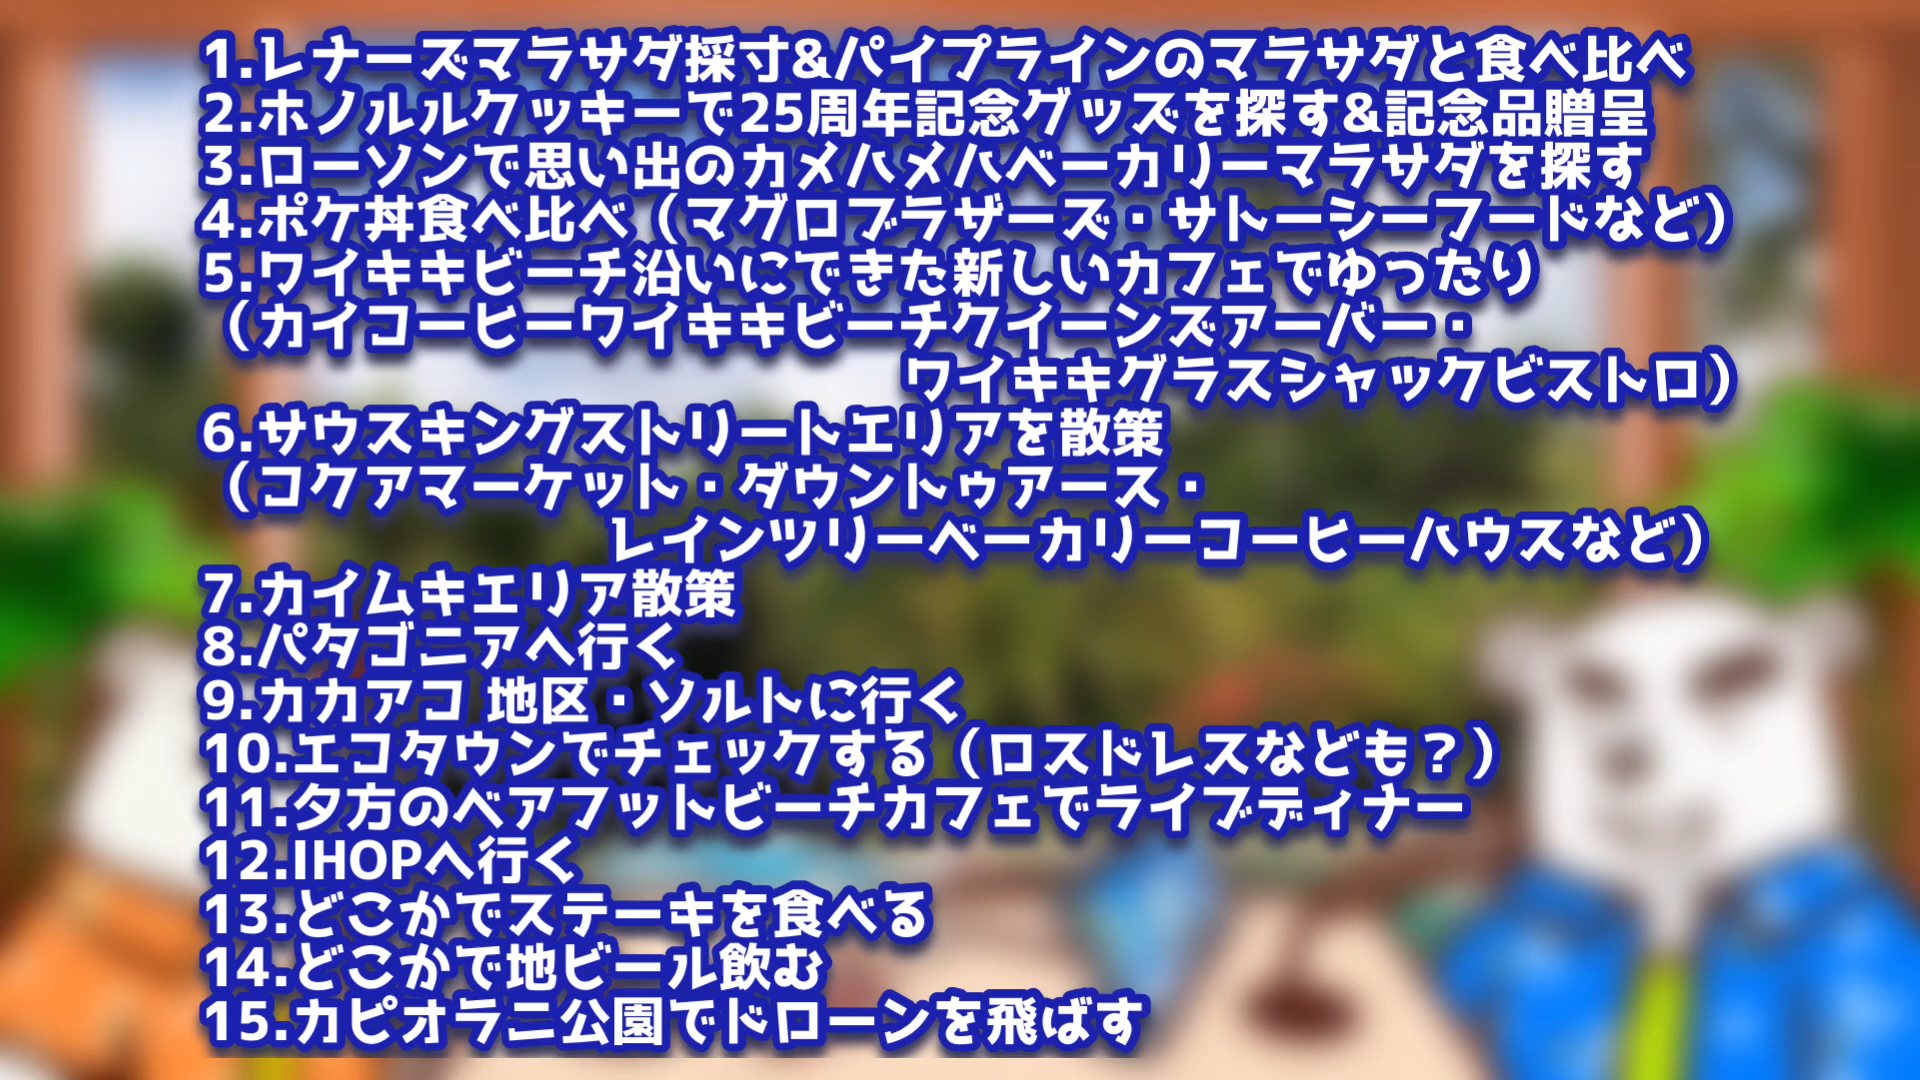 1.レナーズマラサダ採寸&パイプラインのマラサダと食べ比べ
2.ホノルルクッキーで25周年記念グッズを探す&記念品贈呈
3.ローソンで思い出のカメハメハベーカリーマラサダを探す
4.ポケ丼食べ比べ（マグロブラザーズ・サトーシーフードなど）
5.ワイキキビーチ沿いにできた新しいカフェでゆったり
（カイコーヒーワイキキビーチクイーンズアーバー・
ワイキキグラスシャックビストロ）
6.サウスキングストリートエリアを散策
（コクァマーケット・ダウントゥアース・
レインツリーベーカリーコーヒーハウスなど）
7.カイムキエリア散策
8.パタゴニアへ行く
9.カカアコ 地区・ソルトに行く
10.エコタウンでチェックする（ロスドレスなども？）
11.夕方のベアフットビーチカフェでライブディナー
12.IHOPへ行く
13.どこかでステーキを食べる
14.どこかで地ビール飲む
15.カピオラニ公園でドローンを飛ばす